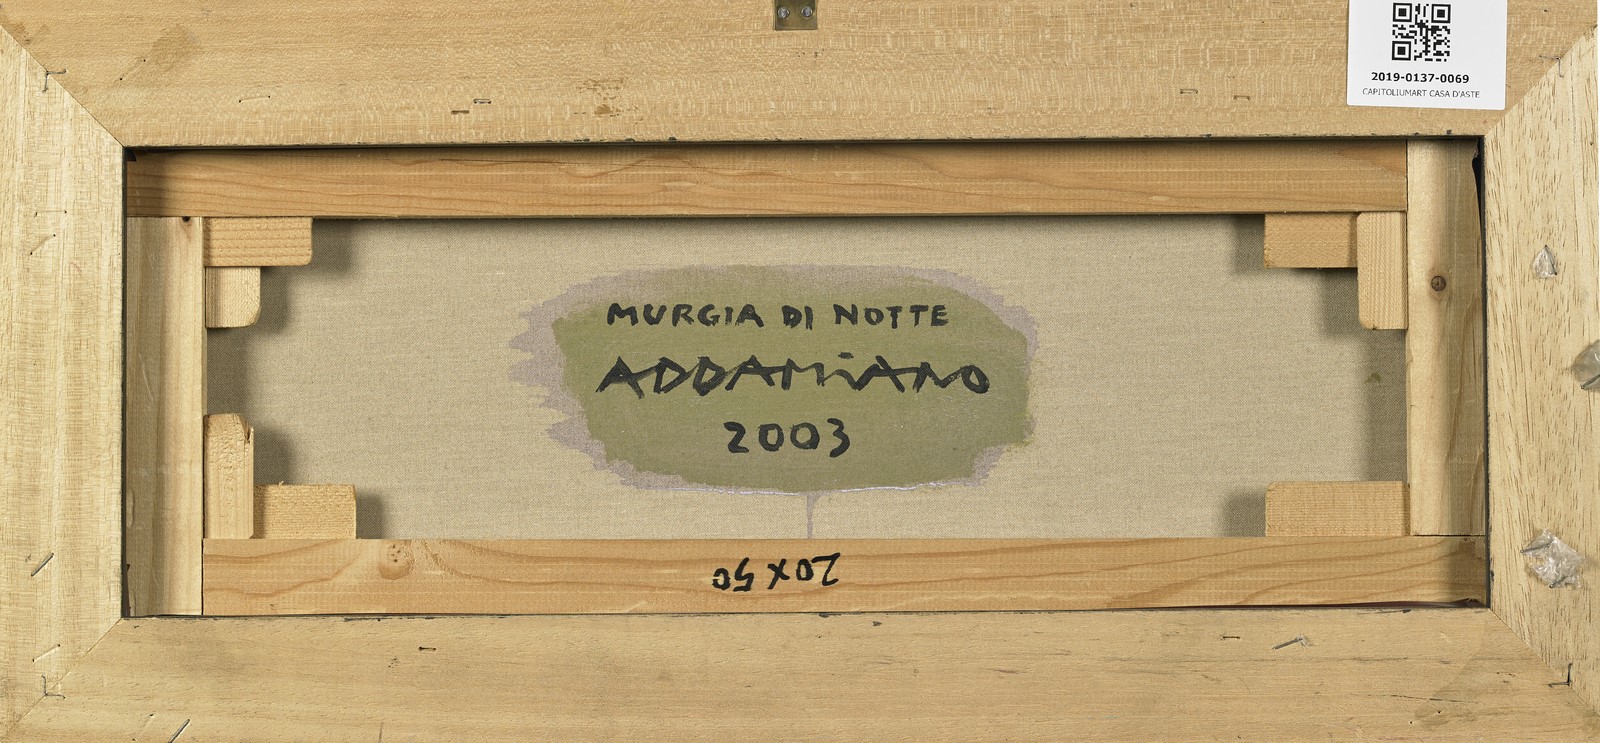 2019-0137-0069
CAPITOLIUMART CASA D'ASTE
MURGIA DI NOTTE
ADDAMiANO
2003
20X50